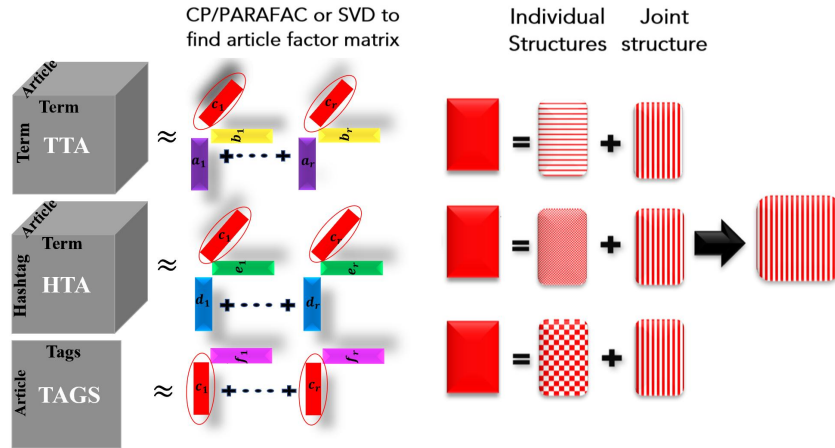 CP/PARAFAC or SVD to
find article factor matrix
Individual
Structures
Joint
structure
Article
Term
Term
TTA
≈
c₁
b₁
a₁
+ • • • • +
cᵣ
bᵣ
aᵣ
=
+
Article
Term
Hashtag
HTA
≈
c₁
e₁
d₁
+ • • • • +
cᵣ
eᵣ
dᵣ
=
+
Tags
Article
TAGS
≈
c₁
f₁
+ • • • • +
cᵣ
fᵣ
=
+